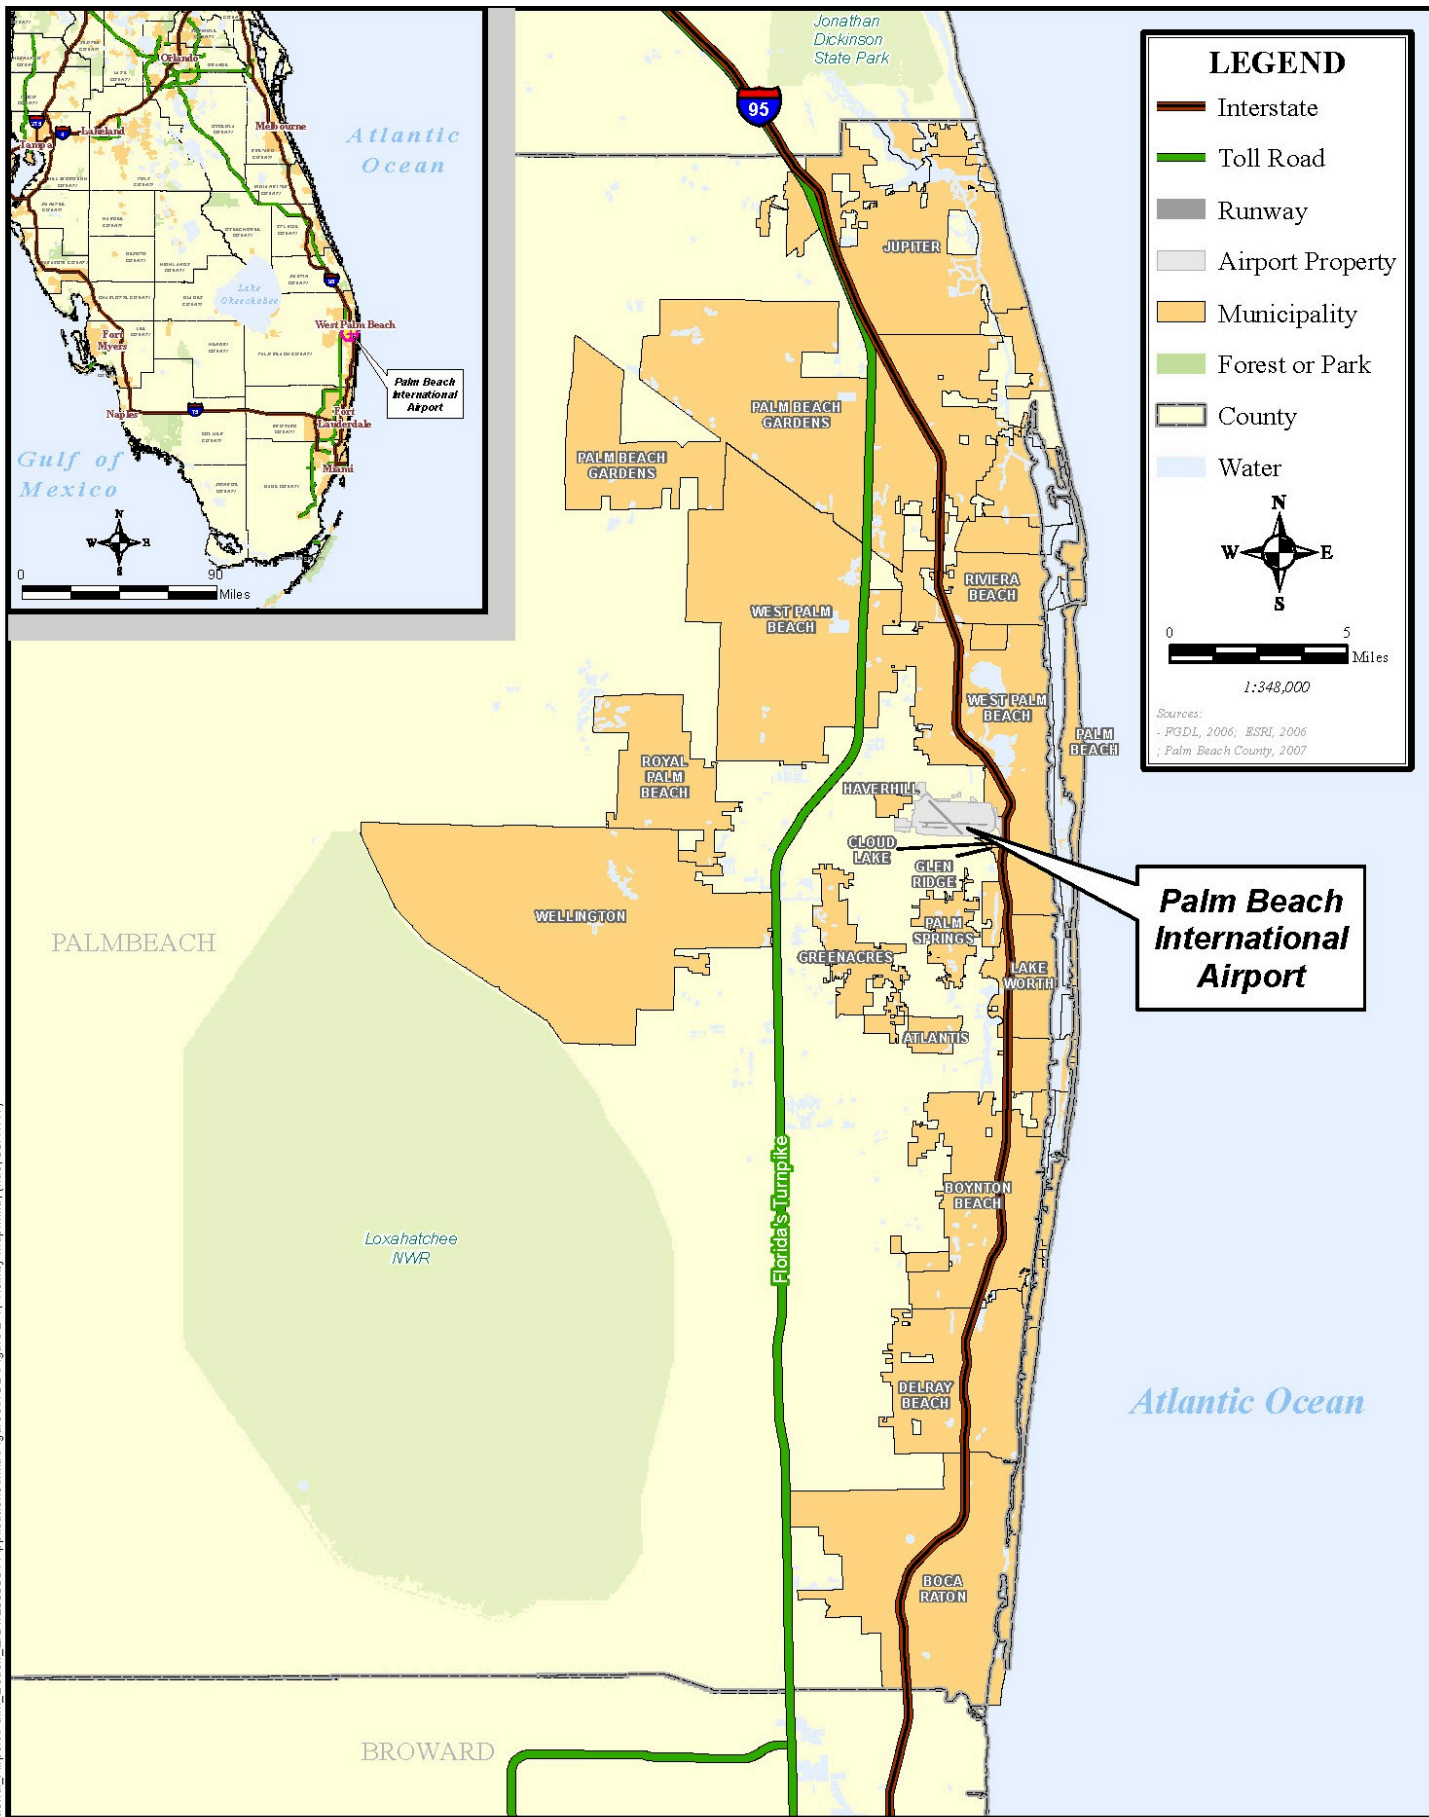 Orlando
Tampa
Lakeland
Melbourne
Atlantic
Ocean
Lake
Okeechobee
West Palm Beach
Fort
Myers
Palm Beach
International
Airport
Naples
Fort
Lauderdale
Miami
Gulf of
Mexico
N
W E
S
0 90
Miles
Jonathan
Dickinson
State Park
95
JUPITER
PALM BEACH
GARDENS
PALM BEACH
GARDENS
RIVIERA
BEACH
WEST PALM
BEACH
WEST PALM
BEACH
PALM
BEACH
ROYAL
PALM
BEACH
HAVERHILL
CLOUD
LAKE
GLEN
RIDGE
WELLINGTON
PALM
SPRINGS
GREENACRES
LAKE
WORTH
ATLANTIS
PALMBEACH
Palm Beach
International
Airport
Florida's Turnpike
BOYNTON
BEACH
Loxahatchee
NWR
DELRAY
BEACH
Atlantic Ocean
BOCA
RATON
BROWARD
LEGEND
Interstate
Toll Road
Runway
Airport Property
Municipality
Forest or Park
County
Water
N
W E
S
0 5
Miles
1:348,000
Sources:
- FGDL, 2006; ESRI, 2006
; Palm Beach County, 2007